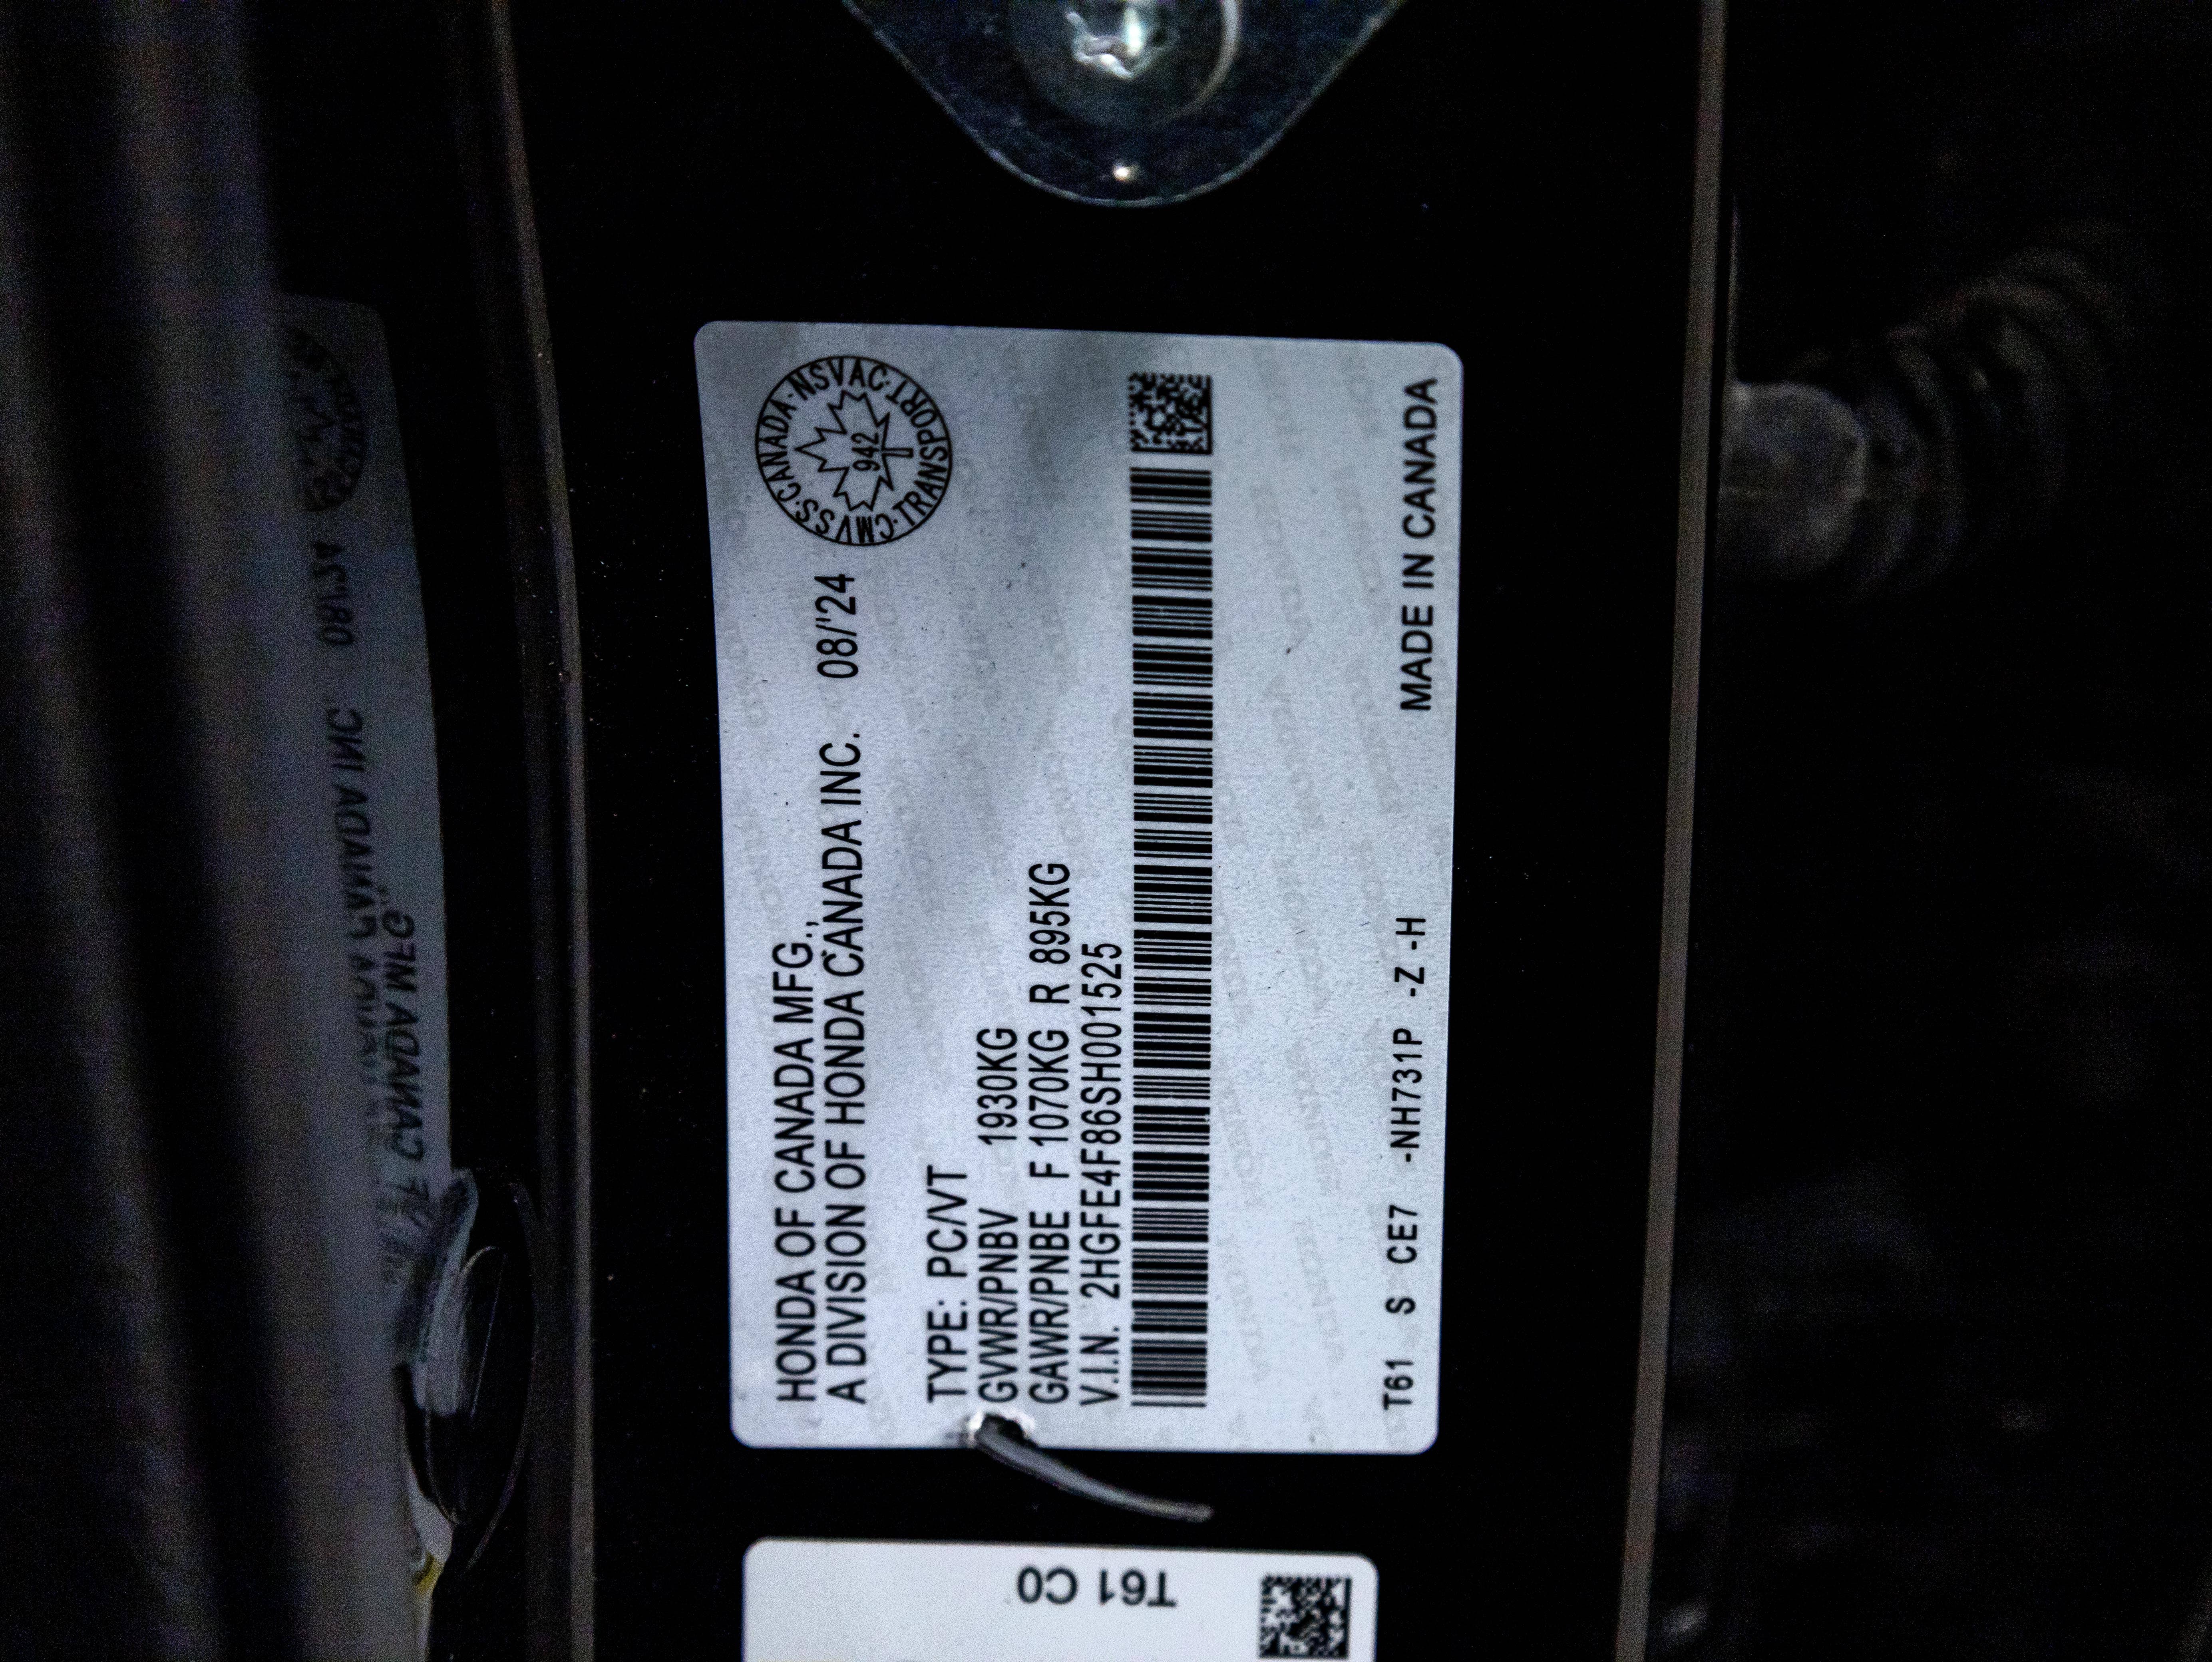 HONDA OF CANADA MFG.,
A DIVISION OF HONDA CANADA INC. 08/'24
CANADA·NSVAC·TRANSPORT·CMVSS·
942
TYPE: PC/VT
GVWR/PNBV 1930KG
GAWR/PNBE F 1070KG R 895KG
V.I.N. 2HGFE4F86SH001525
T61 S CE7 -NH731P -Z -H MADE IN CANADA
T61 C0